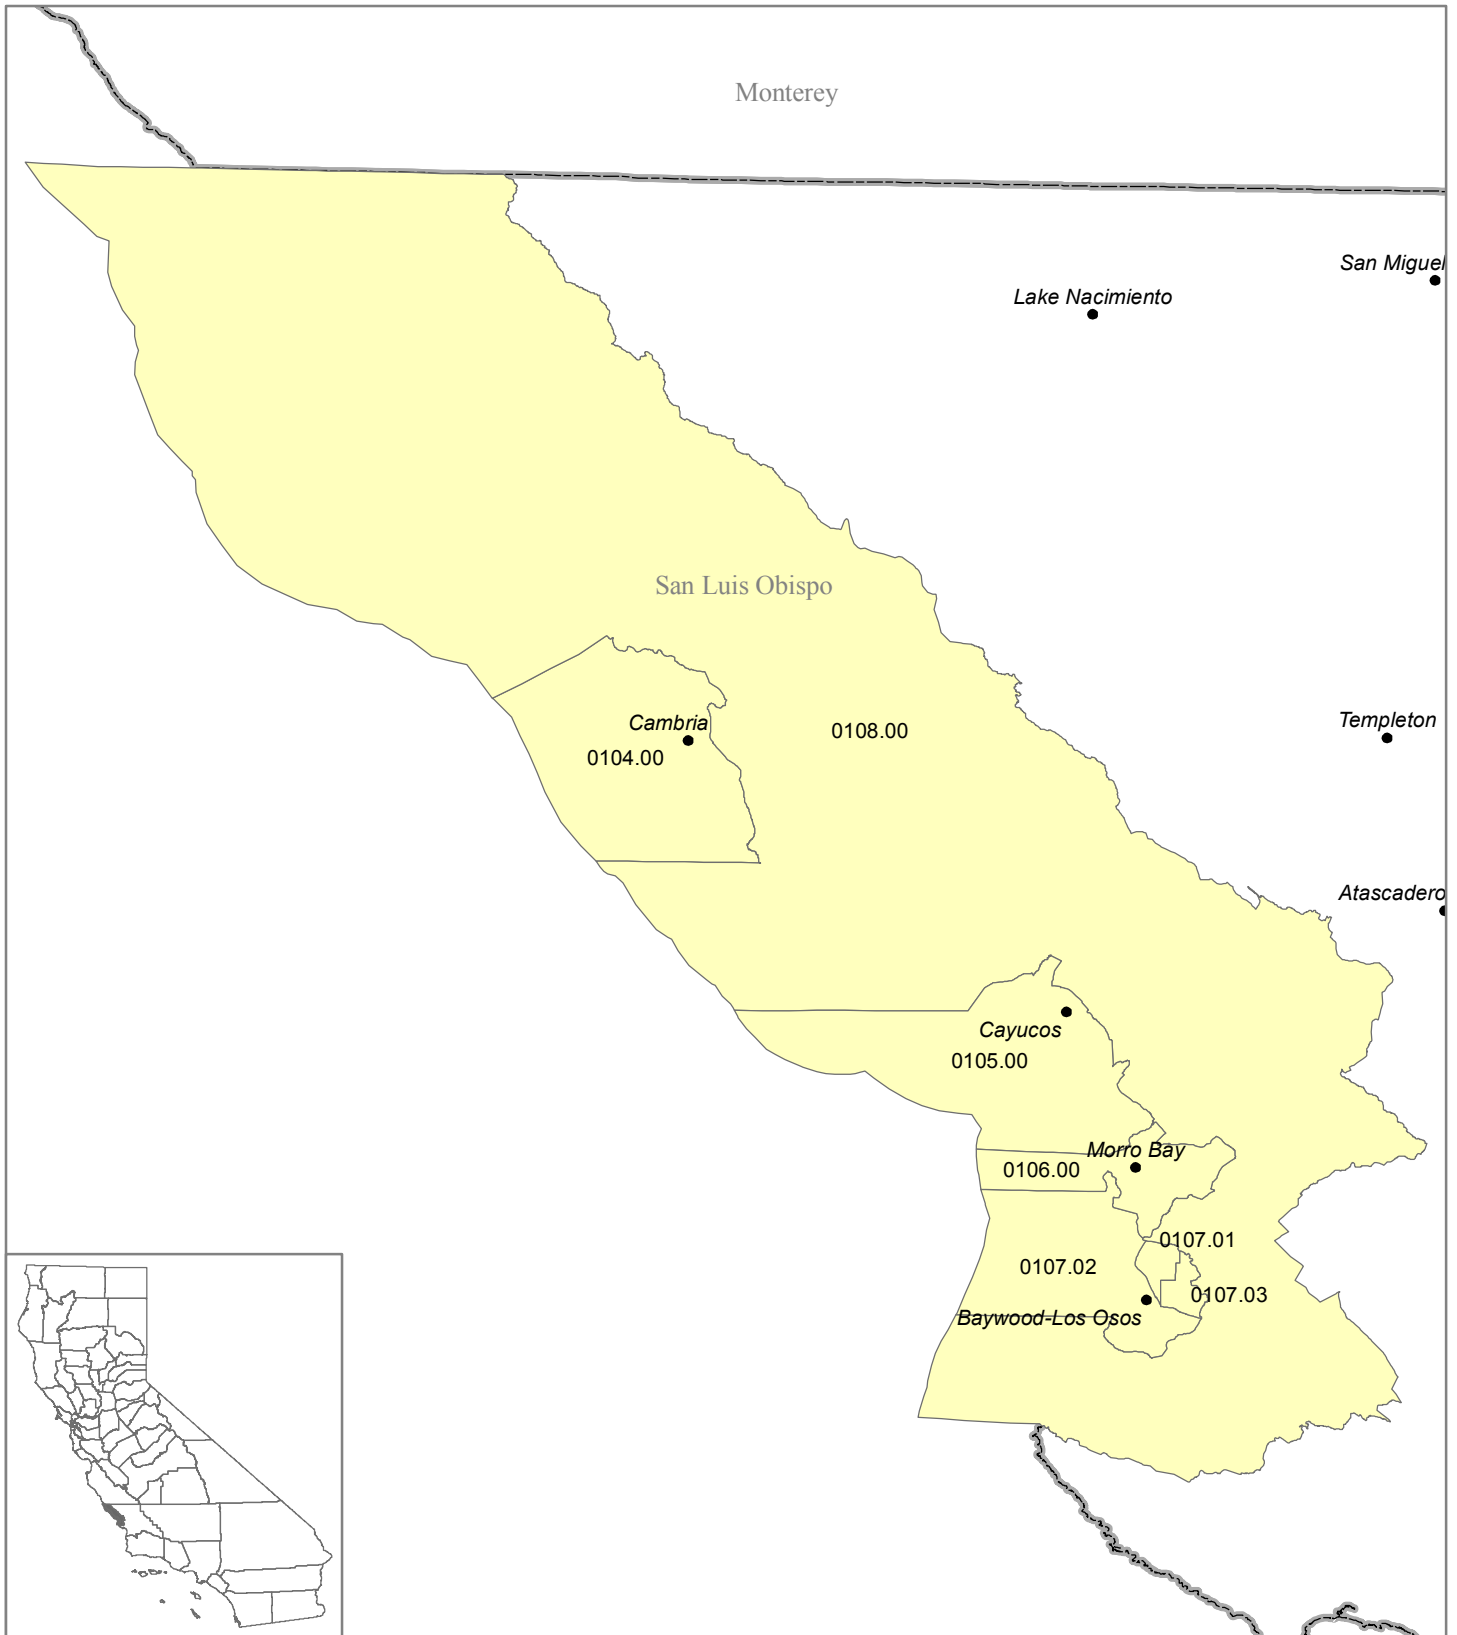 Monterey
San Miguel
Lake Nacimiento
San Luis Obispo
Cambria
0104.00
0108.00
Templeton
Atascadero
Cayucos
0105.00
Morro Bay
0106.00
0107.01
0107.02
0107.03
Baywood-Los Osos